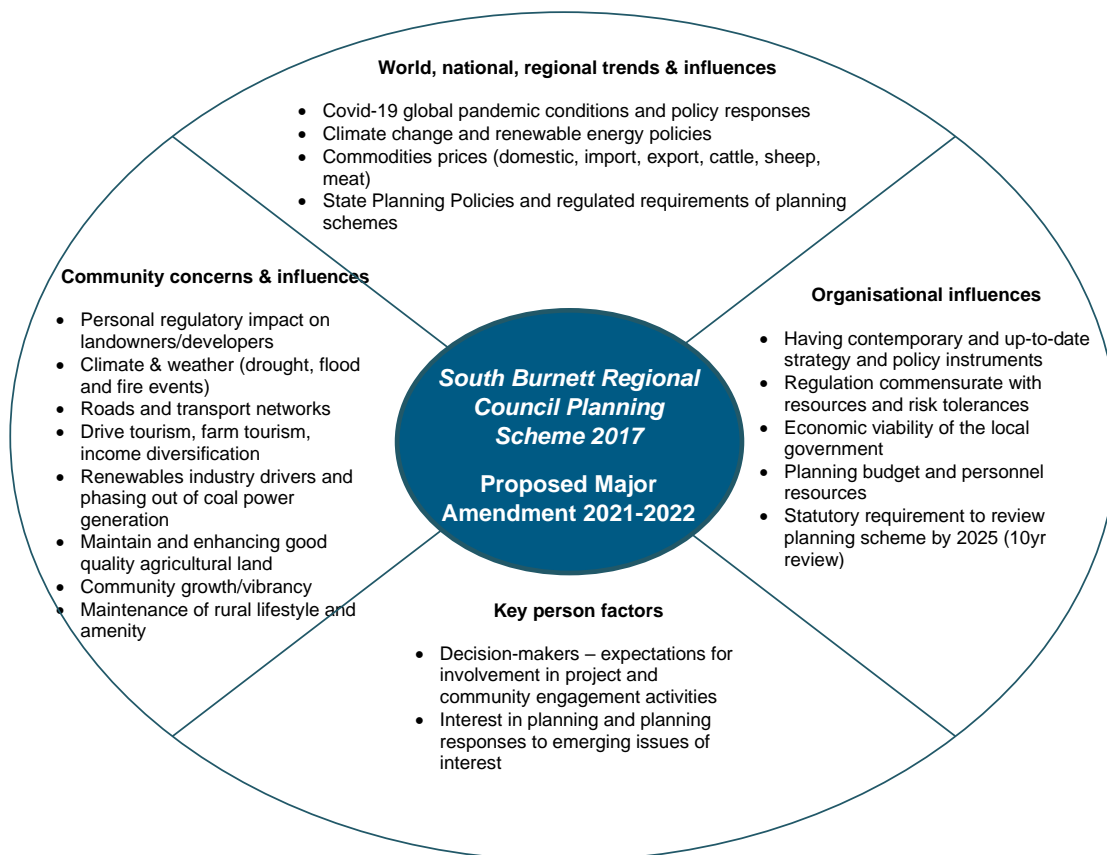 World, national, regional trends & influences
• Covid-19 global pandemic conditions and policy responses
• Climate change and renewable energy policies
• Commodities prices (domestic, import, export, cattle, sheep,
meat)
• State Planning Policies and regulated requirements of planning
schemes
Community concerns & influences
• Personal regulatory impact on
landowners/developers
• Climate & weather (drought, flood
and fire events)
• Roads and transport networks
• Drive tourism, farm tourism,
income diversification
• Renewables industry drivers and
phasing out of coal power
generation
• Maintain and enhancing good
quality agricultural land
• Community growth/vibrancy
• Maintenance of rural lifestyle and
amenity
South Burnett Regional
Council Planning
Scheme 2017
Proposed Major
Amendment 2021-2022
Organisational influences
• Having contemporary and up-to-date
strategy and policy instruments
• Regulation commensurate with
resources and risk tolerances
• Economic viability of the local
government
• Planning budget and personnel
resources
• Statutory requirement to review
planning scheme by 2025 (10yr
review)
Key person factors
• Decision-makers – expectations for
involvement in project and
community engagement activities
• Interest in planning and planning
responses to emerging issues of
interest